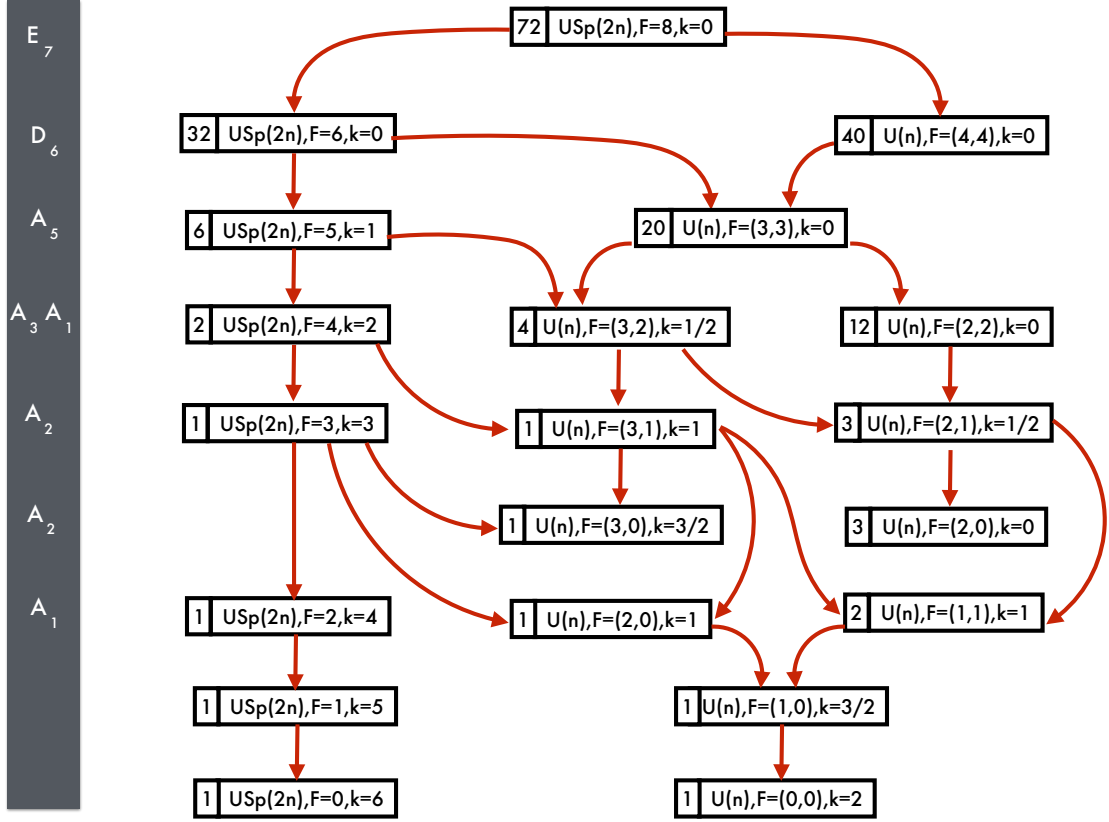 E7
72 USp(2n),F=8,k=0
D6
32 USp(2n),F=6,k=0
40 U(n),F=(4,4),k=0
A5
6 USp(2n),F=5,k=1
20 U(n),F=(3,3),k=0
A3 A1
2 USp(2n),F=4,k=2
4 U(n),F=(3,2),k=1/2
12 U(n),F=(2,2),k=0
A2
1 USp(2n),F=3,k=3
1 U(n),F=(3,1),k=1
3 U(n),F=(2,1),k=1/2
A2
1 U(n),F=(3,0),k=3/2
3 U(n),F=(2,0),k=0
A1
1 USp(2n),F=2,k=4
1 U(n),F=(2,0),k=1
2 U(n),F=(1,1),k=1
1 USp(2n),F=1,k=5
1 U(n),F=(1,0),k=3/2
1 USp(2n),F=0,k=6
1 U(n),F=(0,0),k=2